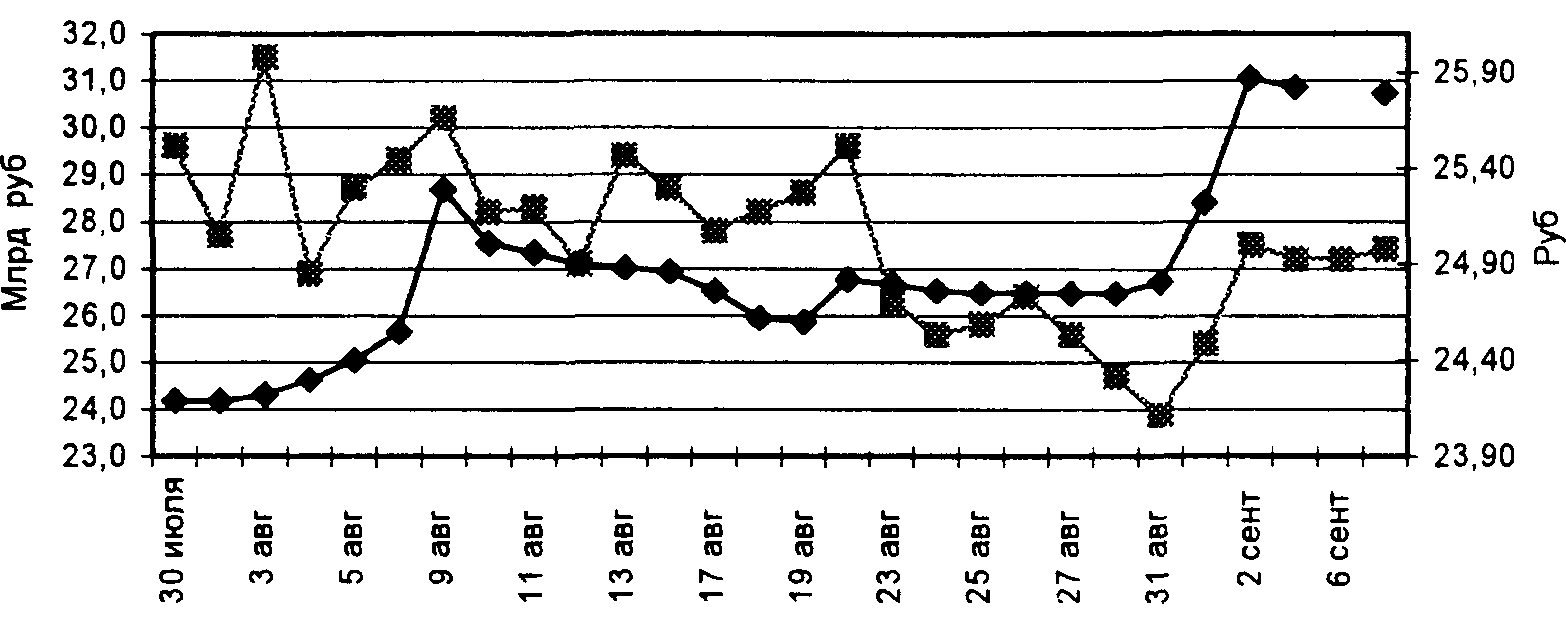 Млрд руб
32,0
31,0
30,0
29,0
28,0
27,0
26,0
25,0
24,0
23,0
25,90
25,40
24,90
24,40
23,90
Руб
30 июля
3 авг
5 авг
9 авг
11 авг
13 авг
17 авг
19 авг
23 авг
25 авг
27 авг
31 авг
2 сент
6 сент